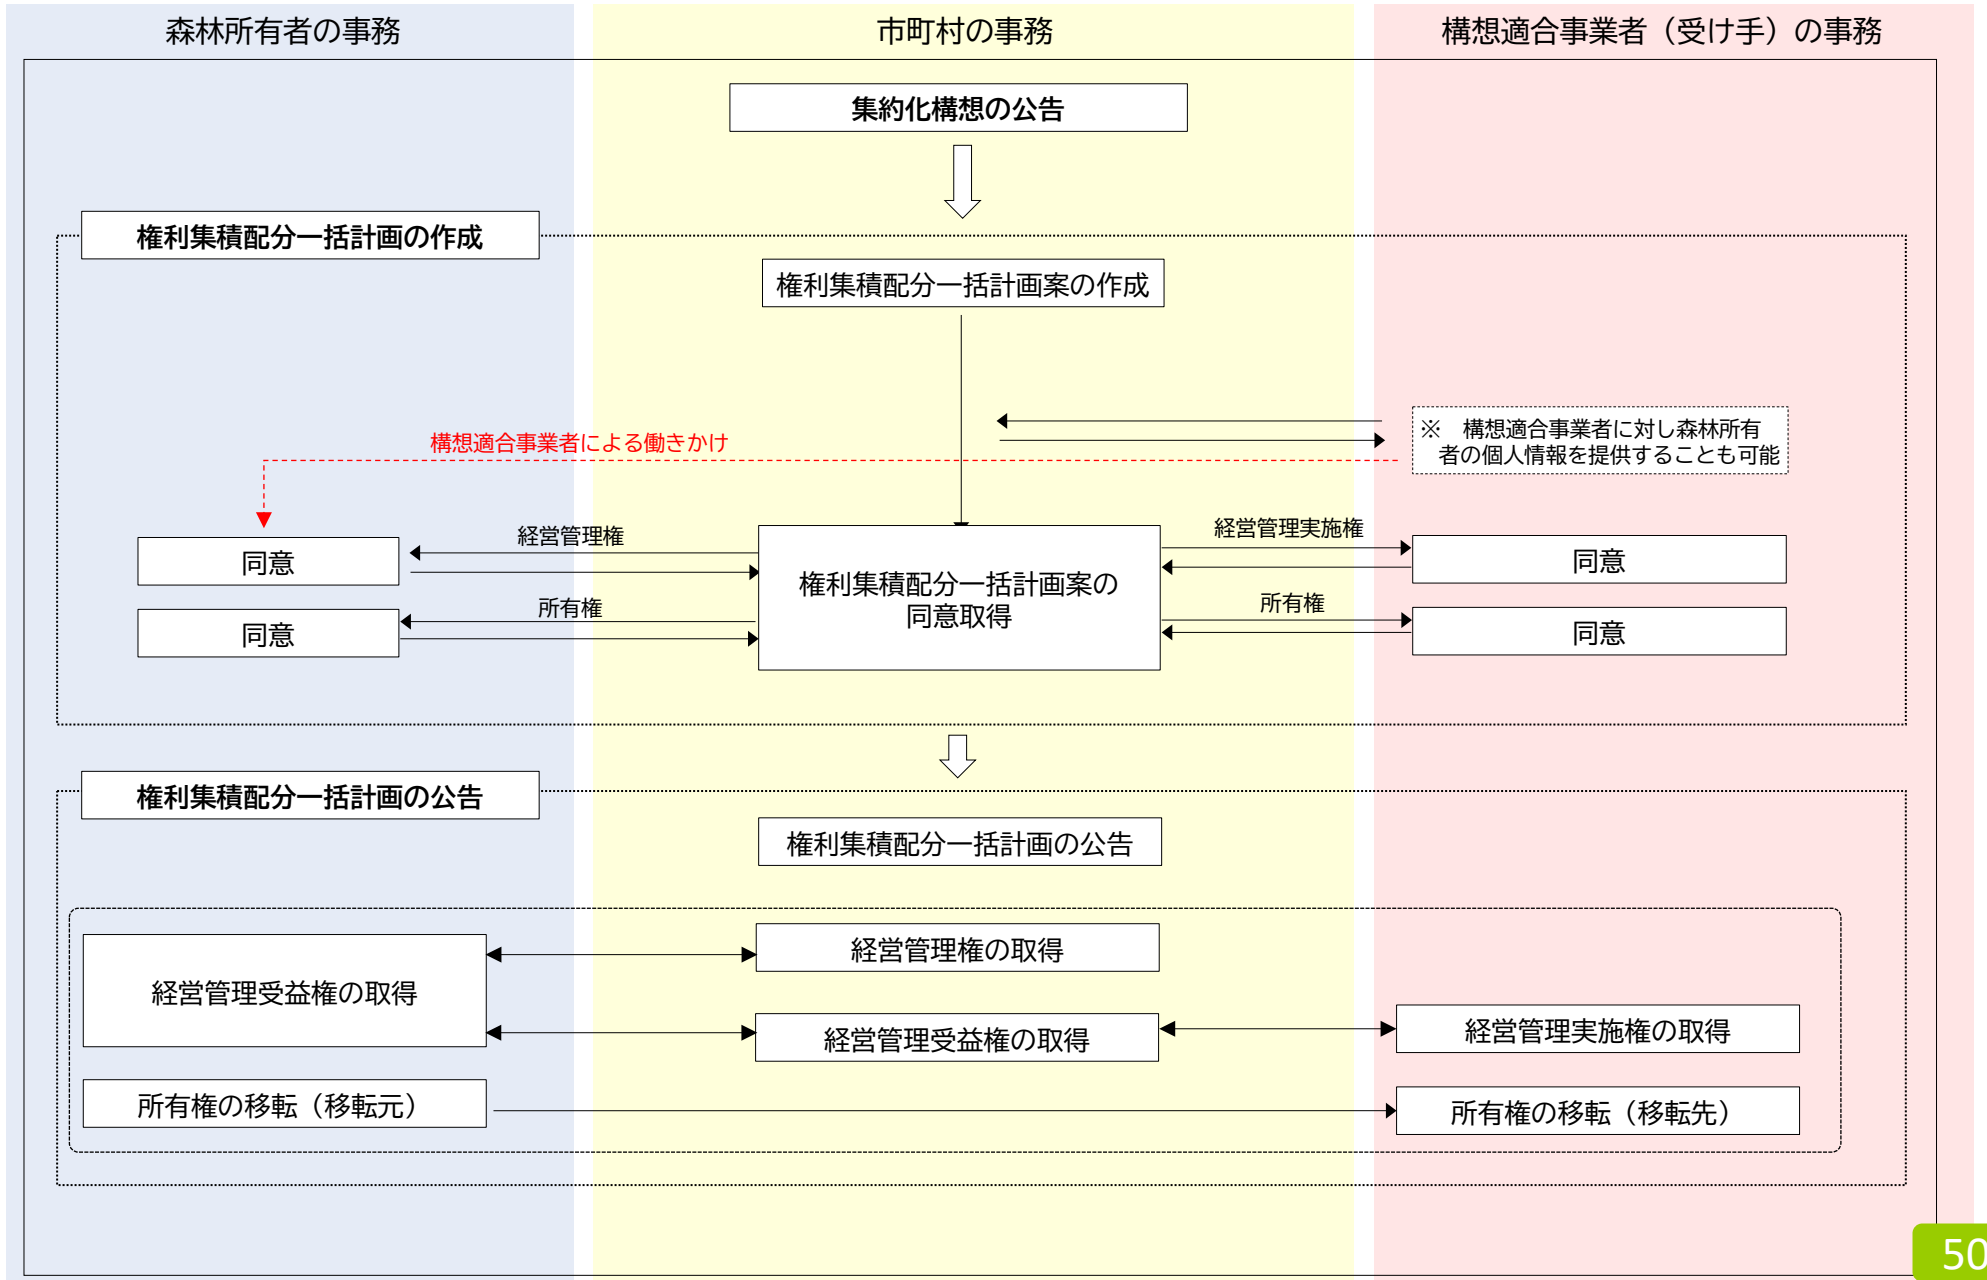 森林所有者の事務
市町村の事務
構想適合事業者（受け手）の事務
集約化構想の公告
権利集積配分一括計画の作成
権利集積配分一括計画案の作成
構想適合事業者による働きかけ
※　構想適合事業者に対し森林所有
者の個人情報を提供することも可能
経営管理権
経営管理実施権
同意
権利集積配分一括計画案の
同意取得
同意
所有権
所有権
同意
同意
権利集積配分一括計画の公告
権利集積配分一括計画の公告
経営管理受益権の取得
経営管理権の取得
経営管理受益権の取得
経営管理実施権の取得
所有権の移転（移転元）
所有権の移転（移転先）
50